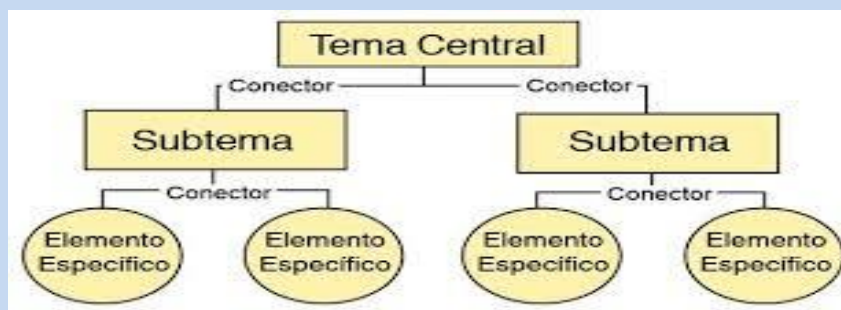 Tema Central
Conector Conector
Subtema Subtema
Conector Conector
Elemento Elemento Elemento Elemento
Específico Específico Específico Específico